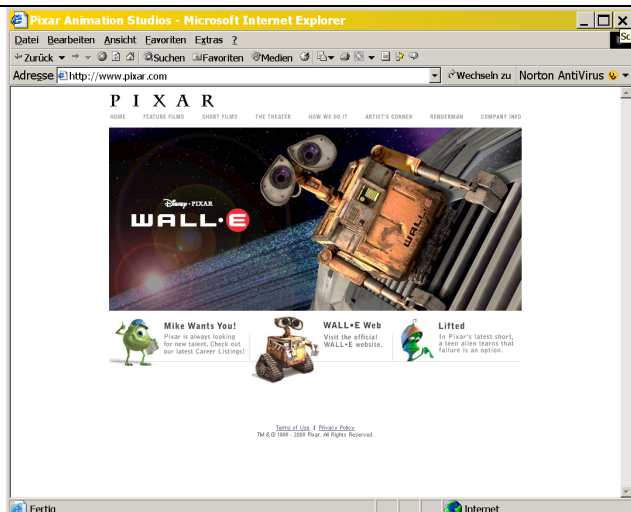 Pixar Animation Studios - Microsoft Internet Explorer
Datei Bearbeiten Ansicht Favoriten Extras ?
Sc
Zurück Suchen Favoriten Medien
Adresse http://www.pixar.com Wechseln zu Norton AntiVirus
PIXAR
HOME FEATURE FILMS SHORT FILMS THE THEATER HOW WE DO IT ARTIST'S CORNER RENDERMAN COMPANY INFO
Disney·PIXAR
WALL·E
WALL·E
Mike Wants You!
Pixar is always looking
for new talent. Check out
our latest Career Listings!
WALL•E Web
Visit the official
WALL•E website.
Lifted
In Pixar's latest short,
a teen alien learns that
failure is an option.
Terms of Use | Privacy Policy
Pixar. All Rights Reserved.
Fertig Internet